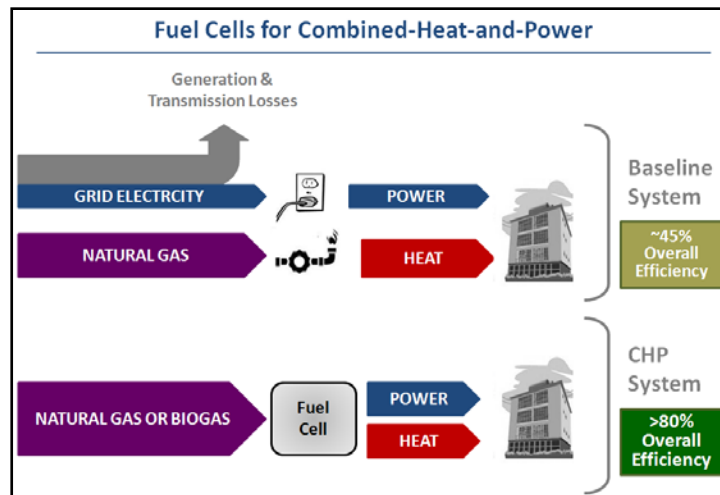 Fuel Cells for Combined-Heat-and-Power
Generation &
Transmission Losses
GRID ELECTRCITY
POWER
NATURAL GAS
HEAT
Baseline
System
~45%
Overall
Efficiency
NATURAL GAS OR BIOGAS
Fuel
Cell
POWER
HEAT
CHP
System
>80%
Overall
Efficiency